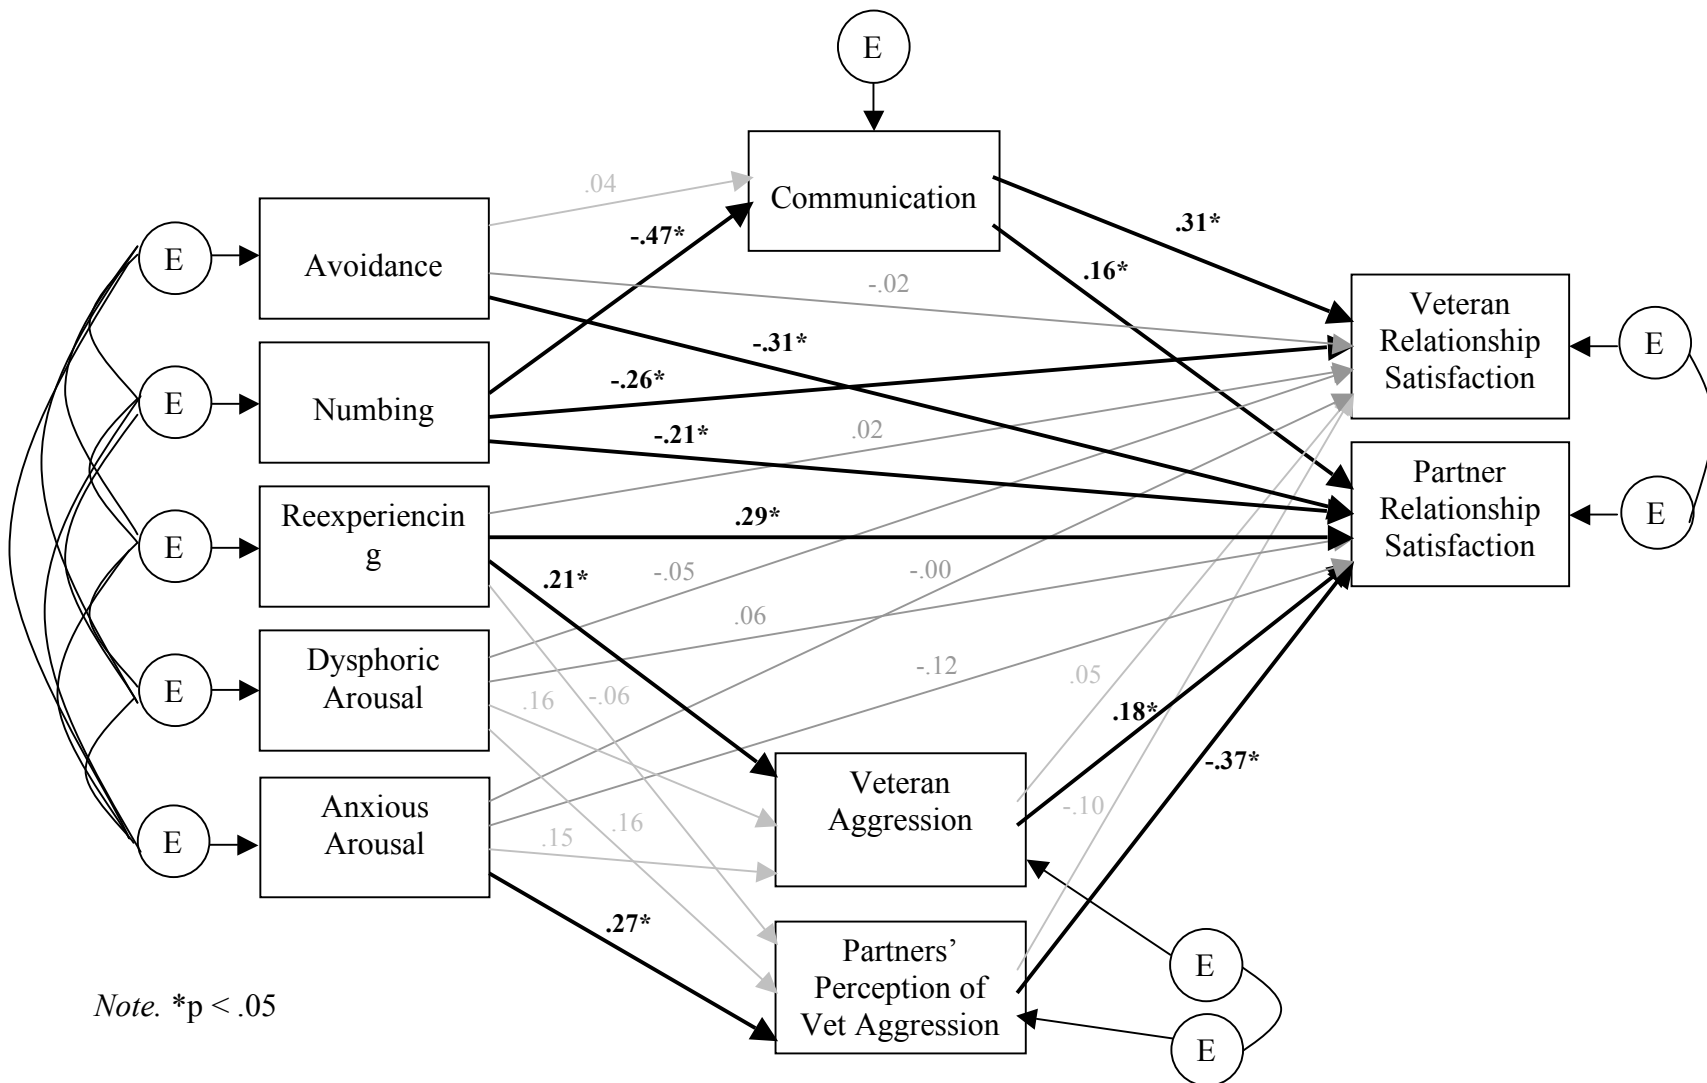 E
Communication
.04
-.47*
.31*
.16*
E
Avoidance
-.02
-.31*
Veteran
Relationship
Satisfaction
E
E
Numbing
-.26*
-.21*
.02
Partner
Relationship
Satisfaction
E
E
Reexperiencin
g
.29*
.21*
-.05
-.00
-.06
.06
E
Dysphoric
Arousal
.16
-.12
.05
.18*
-.37*
E
Anxious
Arousal
.15
.16
-.10
Veteran
Aggression
.27*
Partners’
Perception of
Vet Aggression
E
E
Note. *p < .05